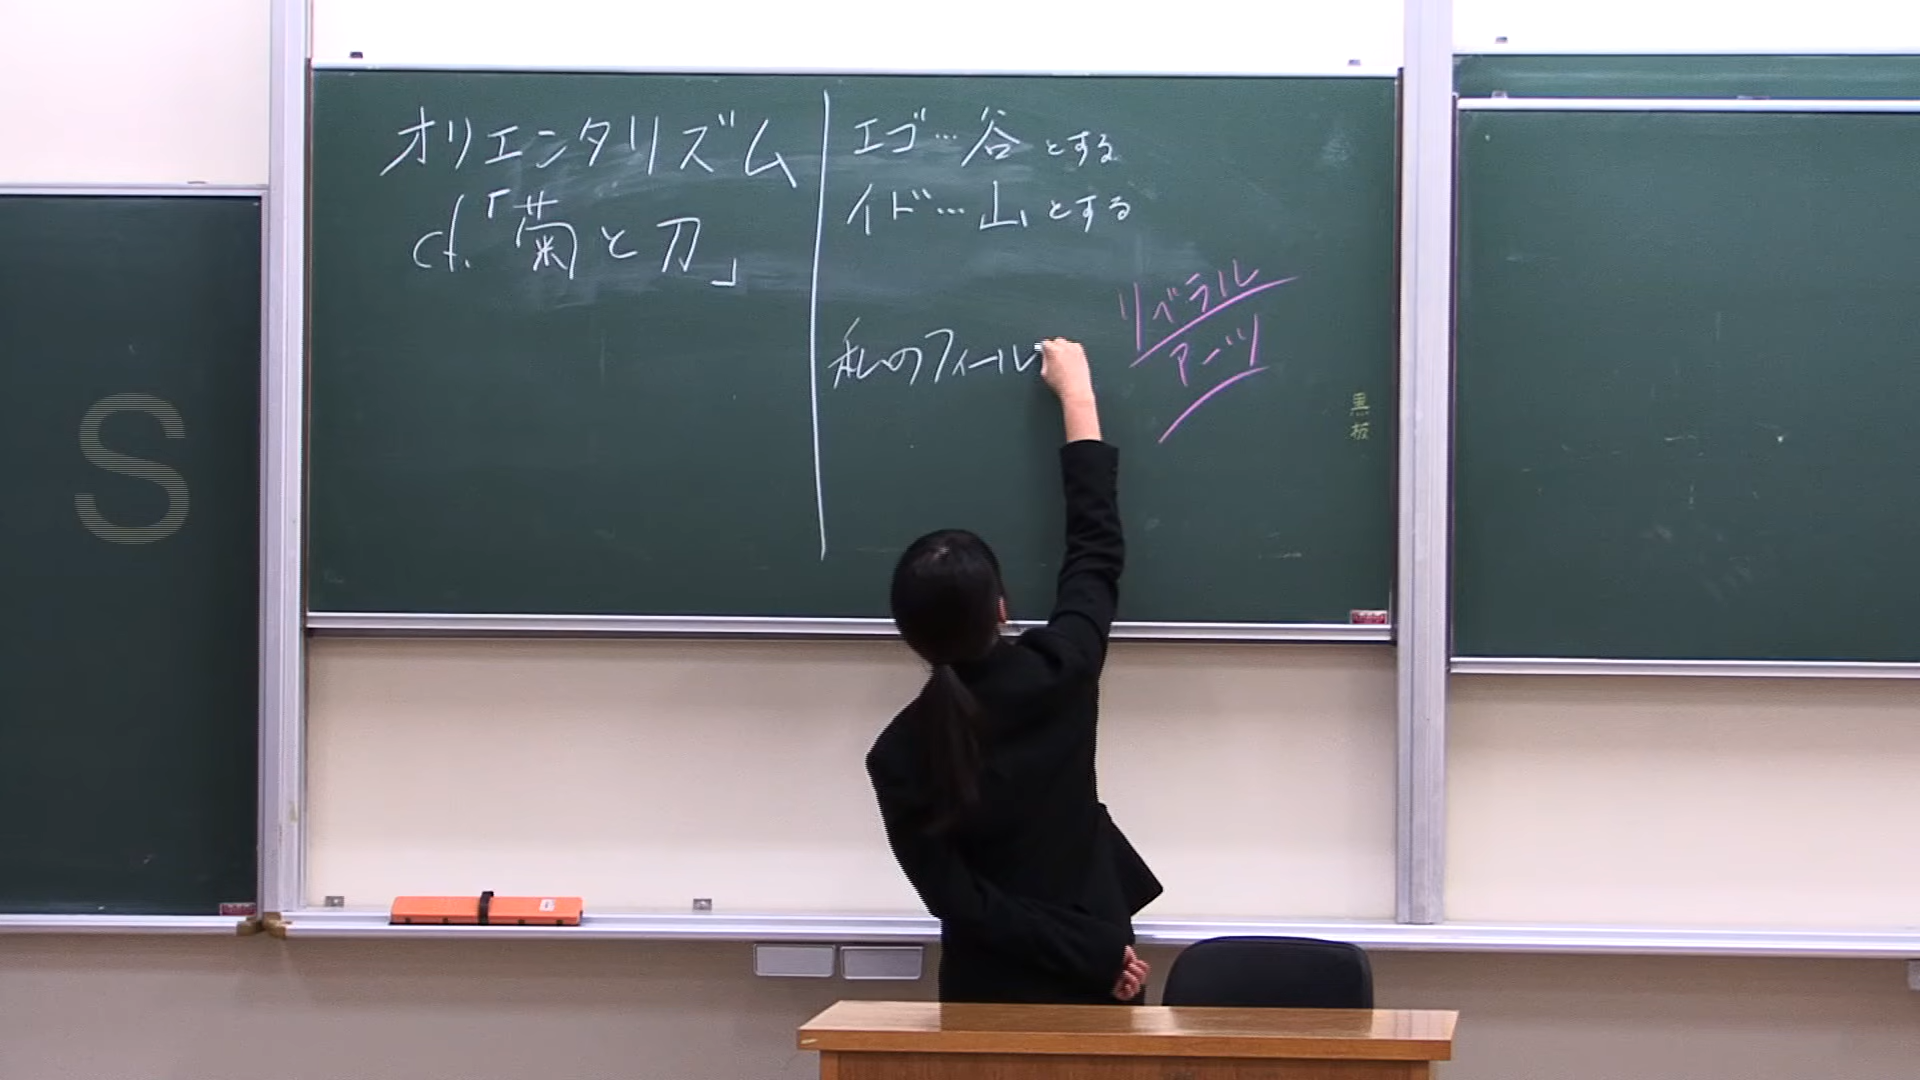 オリエンタリズム
cf.「菊と刀」
エゴ…谷とする
イド…山とする
私のフィール
リベラル
アーツ
黒板
S